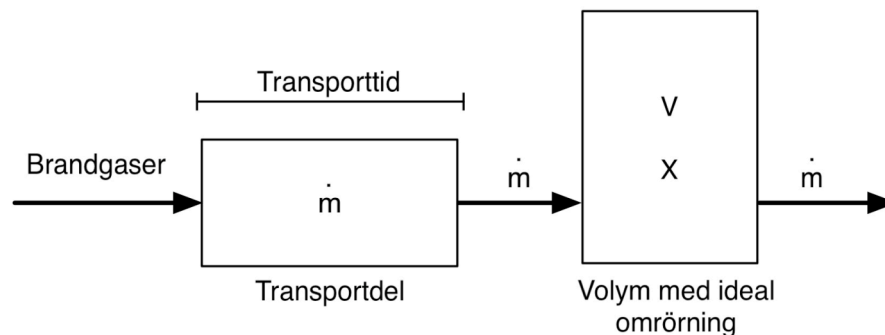 Transporttid
Brandgaser
ṁ
Transportdel
ṁ
V
X
ṁ
Volym med ideal
omrörning